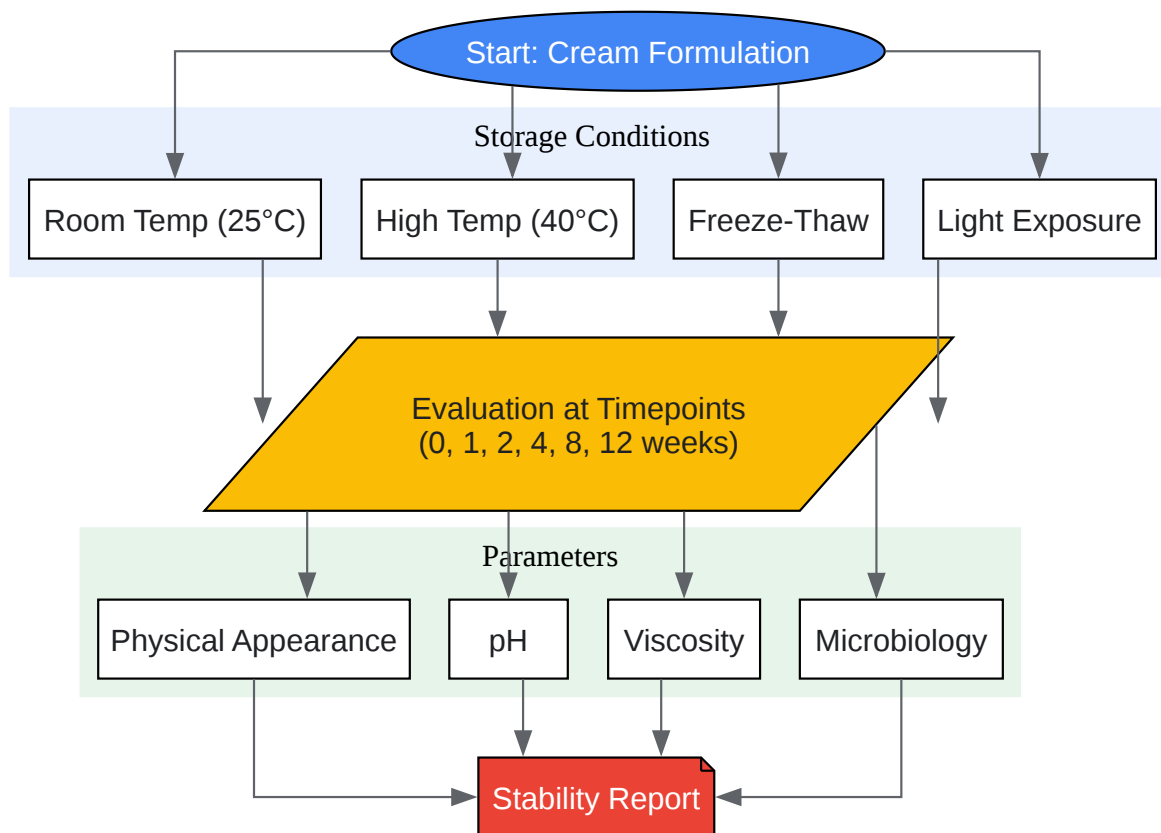 Start: Cream Formulation
Storage Conditions
Room Temp (25°C)
High Temp (40°C)
Freeze-Thaw
Light Exposure
Evaluation at Timepoints
(0, 1, 2, 4, 8, 12 weeks)
Parameters
Physical Appearance
pH
Viscosity
Microbiology
Stability Report